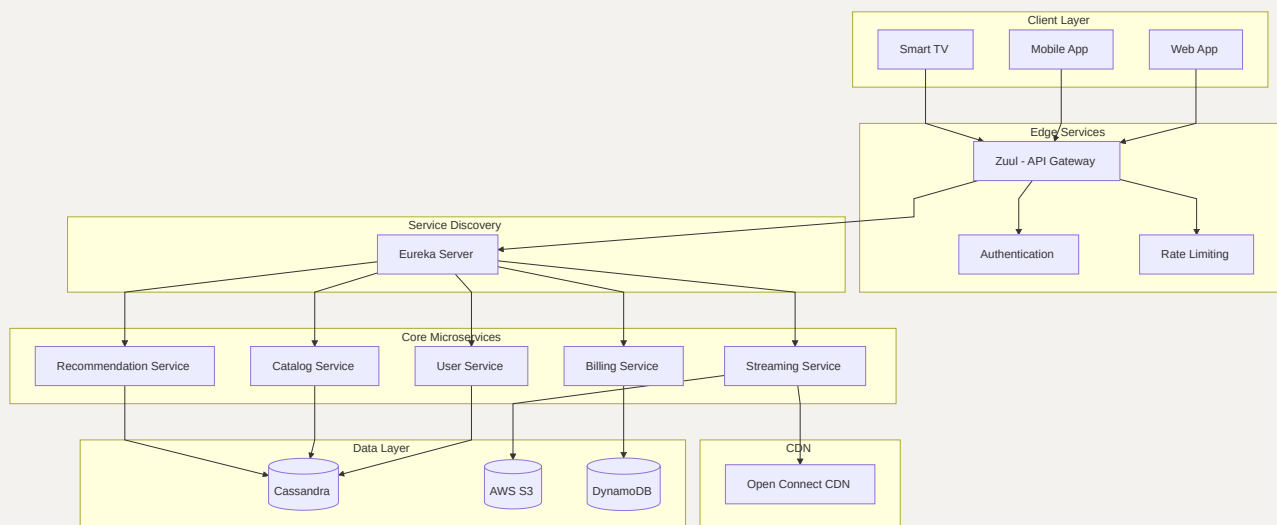 Client Layer
Smart TV
Mobile App
Web App
Edge Services
Zuul - API Gateway
Authentication
Rate Limiting
Service Discovery
Eureka Server
Core Microservices
Recommendation Service
Catalog Service
User Service
Billing Service
Streaming Service
Data Layer
Cassandra
AWS S3
DynamoDB
CDN
Open Connect CDN